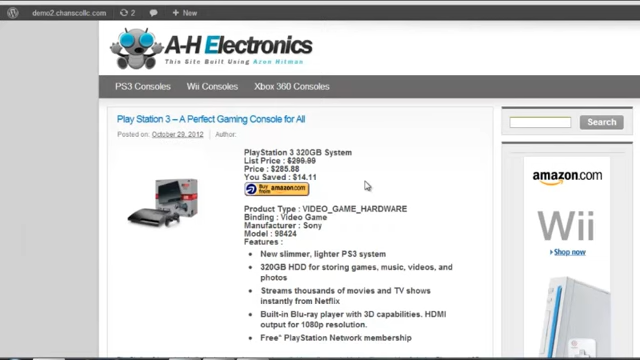 demo2.chanscollc.com 2 New
A-H Electronics
This Site Built Using Azon Hitman
PS3 Consoles Wii Consoles Xbox 360 Consoles
Play Station 3 – A Perfect Gaming Console for All
Posted on: October 29, 2012 Author:
Search
PlayStation 3 320GB System
List Price : $299.99
Price : $285.88
You Saved : $14.11
Buy from amazon.com
Product Type : VIDEO_GAME_HARDWARE
Binding : Video Game
Manufacturer : Sony
Model : 98424
Features :
New slimmer, lighter PS3 system
320GB HDD for storing games, music, videos, and
photos
Streams thousands of movies and TV shows
instantly from Netflix
Built-in Blu-ray player with 3D capabilities. HDMI
output for 1080p resolution.
Free* PlayStation Network membership
amazon.com
Wii
Shop now